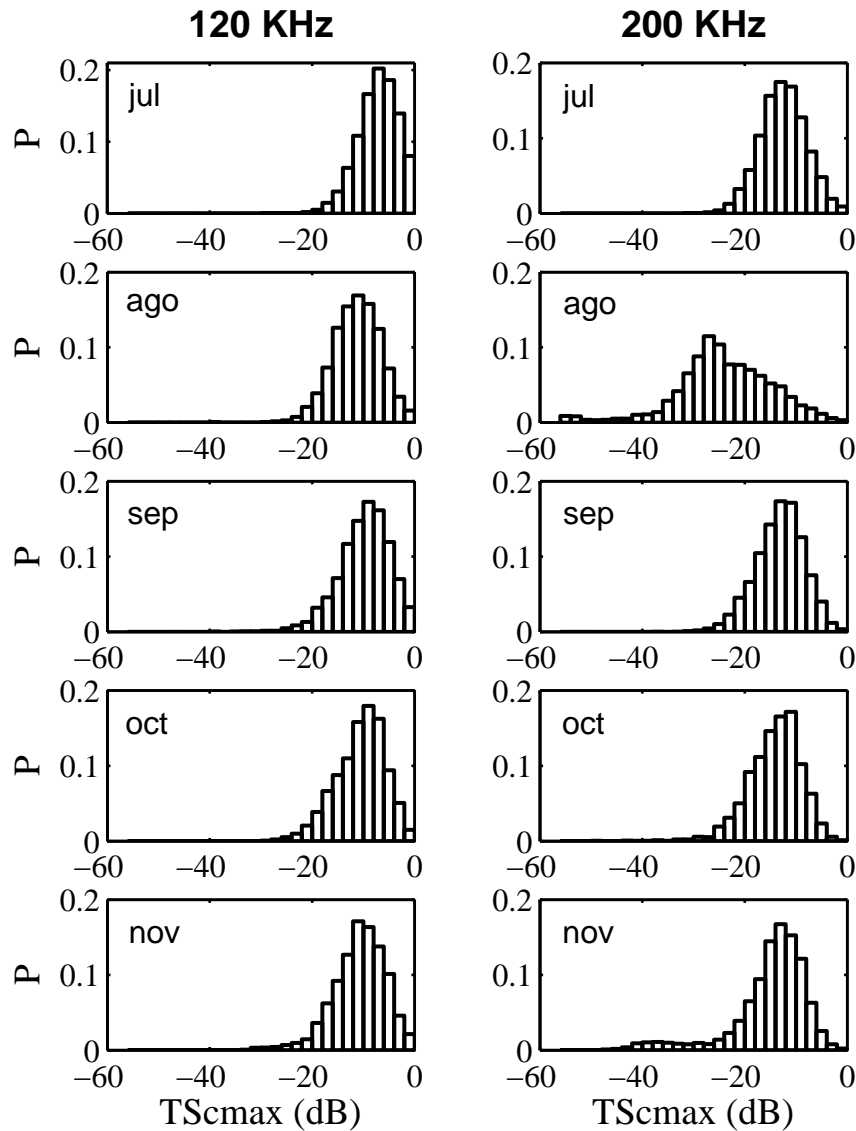 120 KHz 200 KHz
0.2 jul jul
P 0.1 0.1
0 0
−60 −40 −20 0 −60 −40 −20 0
0.2 ago 0.2 ago
P 0.1 0.1
0 0
−60 −40 −20 0 −60 −40 −20 0
0.2 sep 0.2 sep
P 0.1 0.1
0 0
−60 −40 −20 0 −60 −40 −20 0
0.2 oct 0.2 oct
P 0.1 0.1
0 0
−60 −40 −20 0 −60 −40 −20 0
0.2 nov 0.2 nov
P 0.1 0.1
0 0
−60 −40 −20 0 −60 −40 −20 0
TScmax (dB) TScmax (dB)